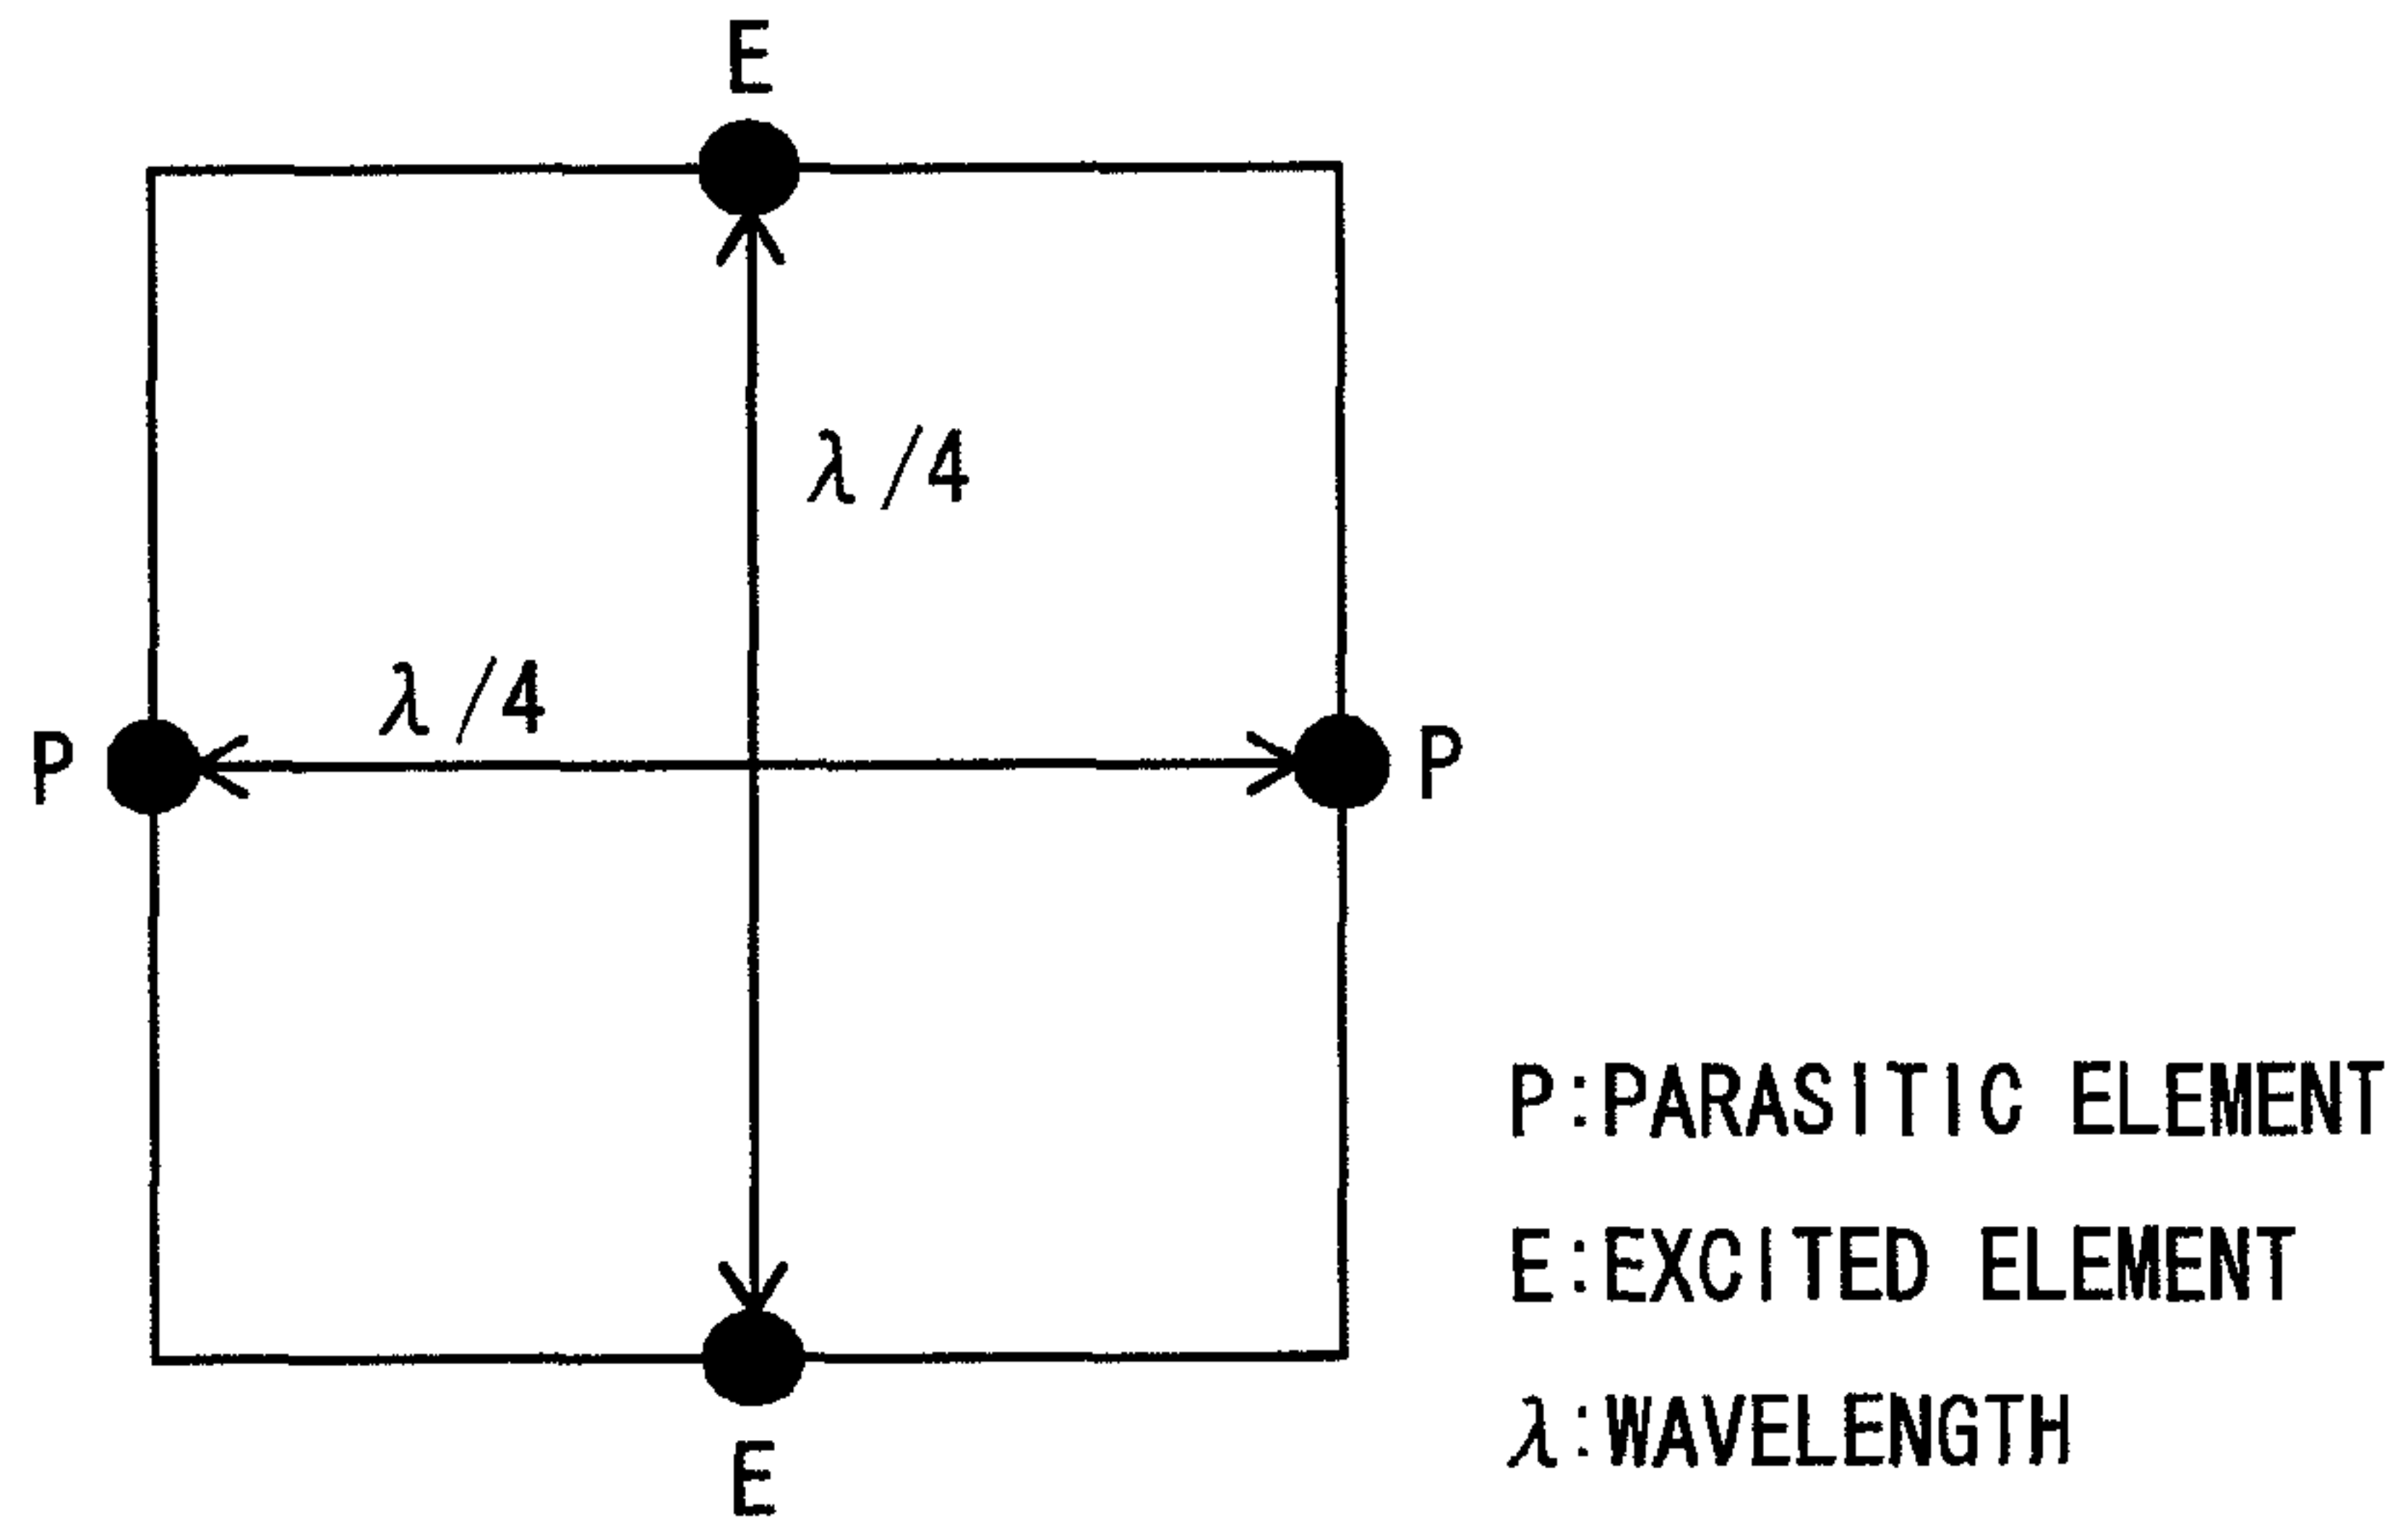 E
λ/4
λ/4
P
P
E
P:PARASITIC ELEMENT
E:EXCITED ELEMENT
λ:WAVELENGTH